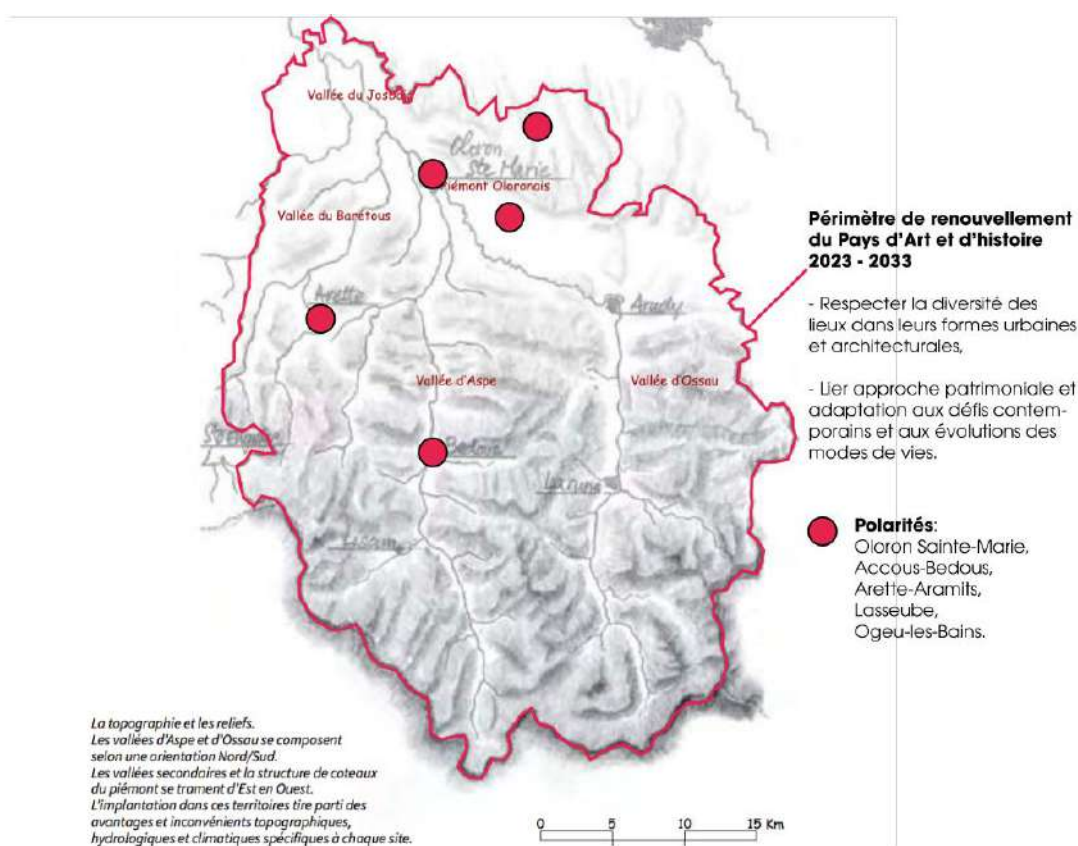 Vallée du Josbaig
Oloron
Ste Marie
Piémont Oloronais
Vallée du Barétous
Arette
Arudy
Vallée d'Aspe
Vallée d'Ossau
Bedous
Laruns
Lescun
Périmètre de renouvellement
du Pays d'Art et d'histoire
2023 - 2033
- Respecter la diversité des
lieux dans leurs formes urbaines
et architecturales,
- Lier approche patrimoniale et
adaptation aux défis contem-
porains et aux évolutions des
modes de vies.
Polarités:
Oloron Sainte-Marie,
Accous-Bedous,
Arette-Aramits,
Lasseube,
Ogeu-les-Bains.
La topographie et les reliefs.
Les vallées d'Aspe et d'Ossau se composent
selon une orientation Nord/Sud.
Les vallées secondaires et la structure de coteaux
du piémont se trament d'Est en Ouest.
L'implantation dans ces territoires tire parti des
avantages et inconvénients topographiques,
hydrologiques et climatiques spécifiques à chaque site.
0 5 10 15 Km